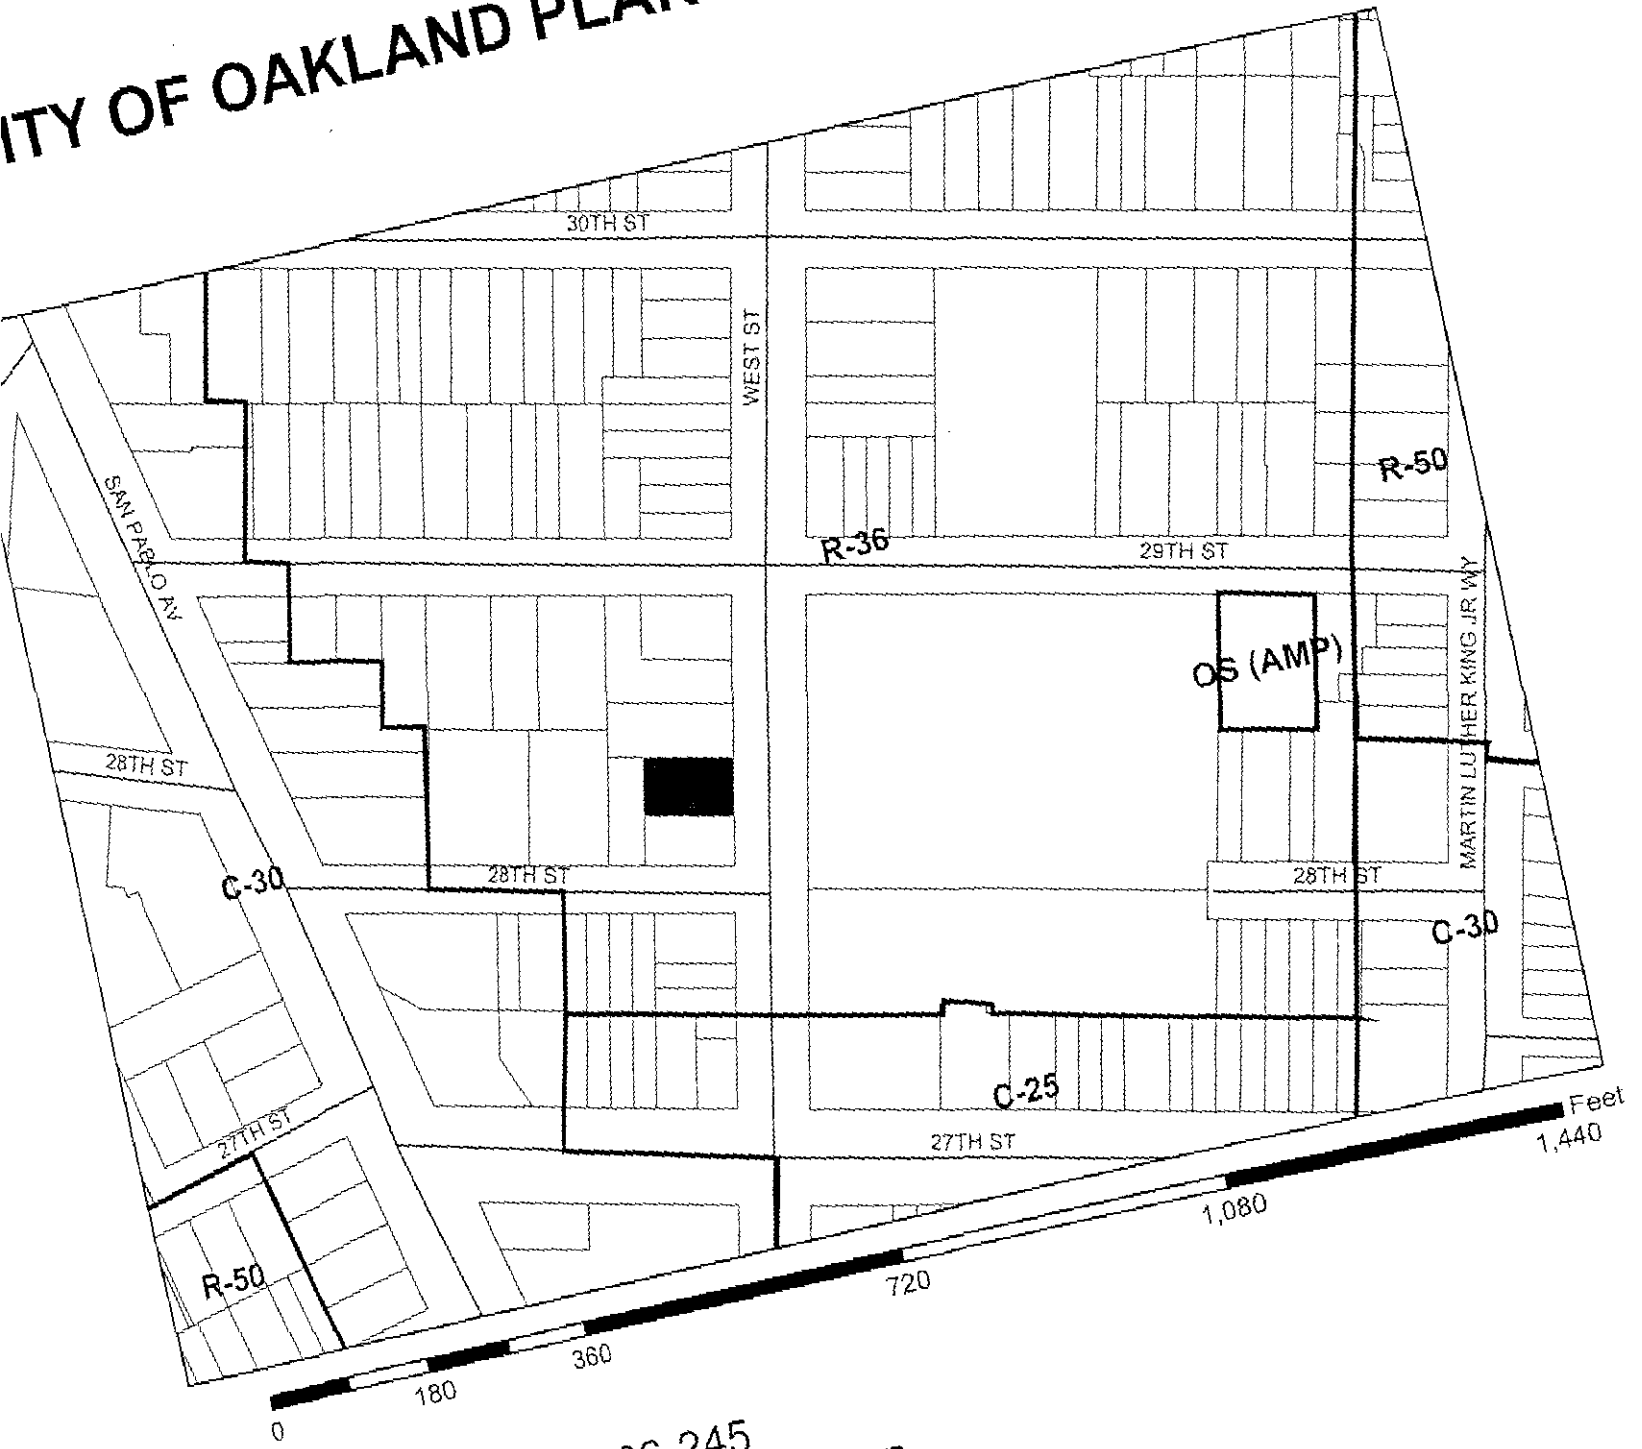 ITY OF OAKLAND
30TH ST
WEST ST
R-50
SAN PABLO AV
R-36
29TH ST
OS (AMP)
MARTIN LUTHER KING JR WY
28TH ST
C-30
28TH ST
28TH ST
C-30
C-25
27TH ST
27TH ST
R-50
Feet
0
180
360
720
1,080
1,440
245